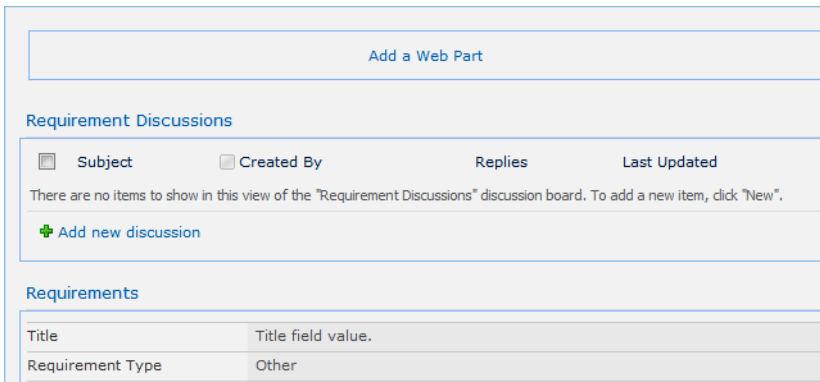 Add a Web Part
Requirement Discussions
Subject Created By Replies Last Updated
There are no items to show in this view of the "Requirement Discussions" discussion board. To add a new item, click "New".
Add new discussion
Requirements
Title Title field value.
Requirement Type Other